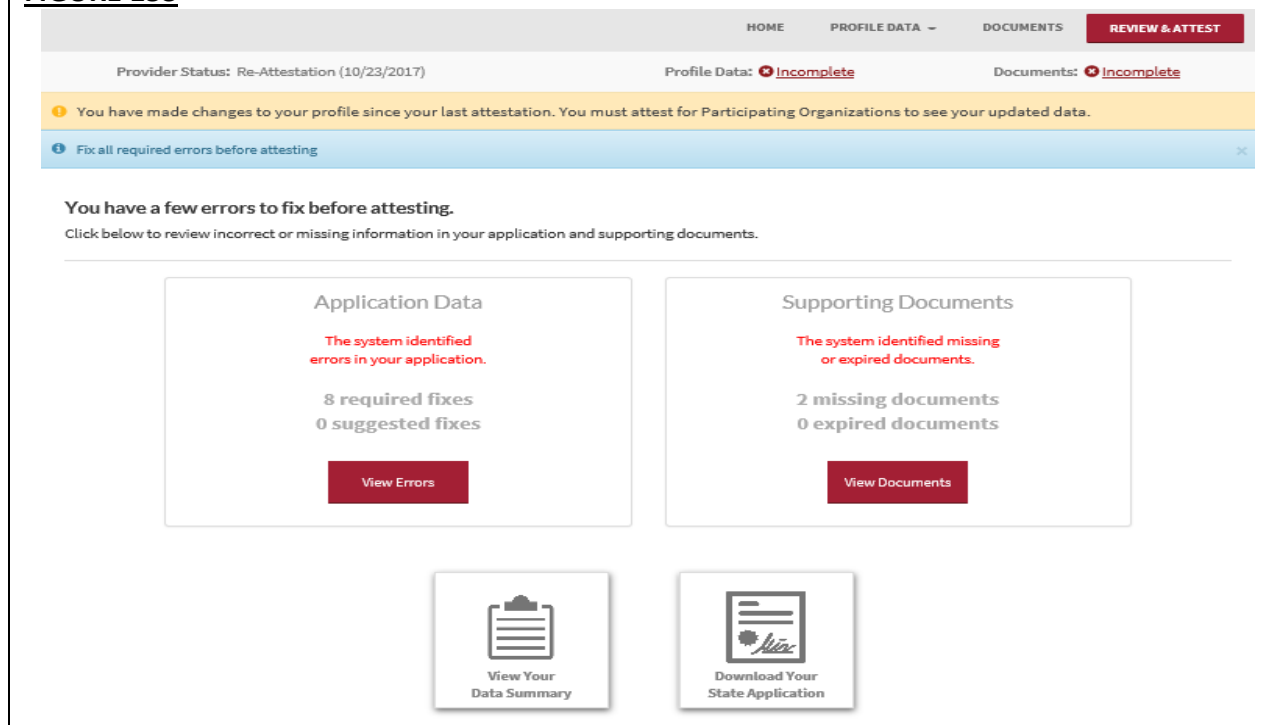 HOME PROFILE DATA DOCUMENTS REVIEW & ATTEST
Provider Status: Re-Attestation (10/23/2017) Profile Data: Incomplete Documents: Incomplete
You have made changes to your profile since your last attestation. You must attest for Participating Organizations to see your updated data.
Fix all required errors before attesting ×
You have a few errors to fix before attesting.
Click below to review incorrect or missing information in your application and supporting documents.
Application Data
The system identified
errors in your application.
8 required fixes
0 suggested fixes
View Errors
Supporting Documents
The system identified missing
or expired documents.
2 missing documents
0 expired documents
View Documents
View Your
Data Summary
Download Your
State Application